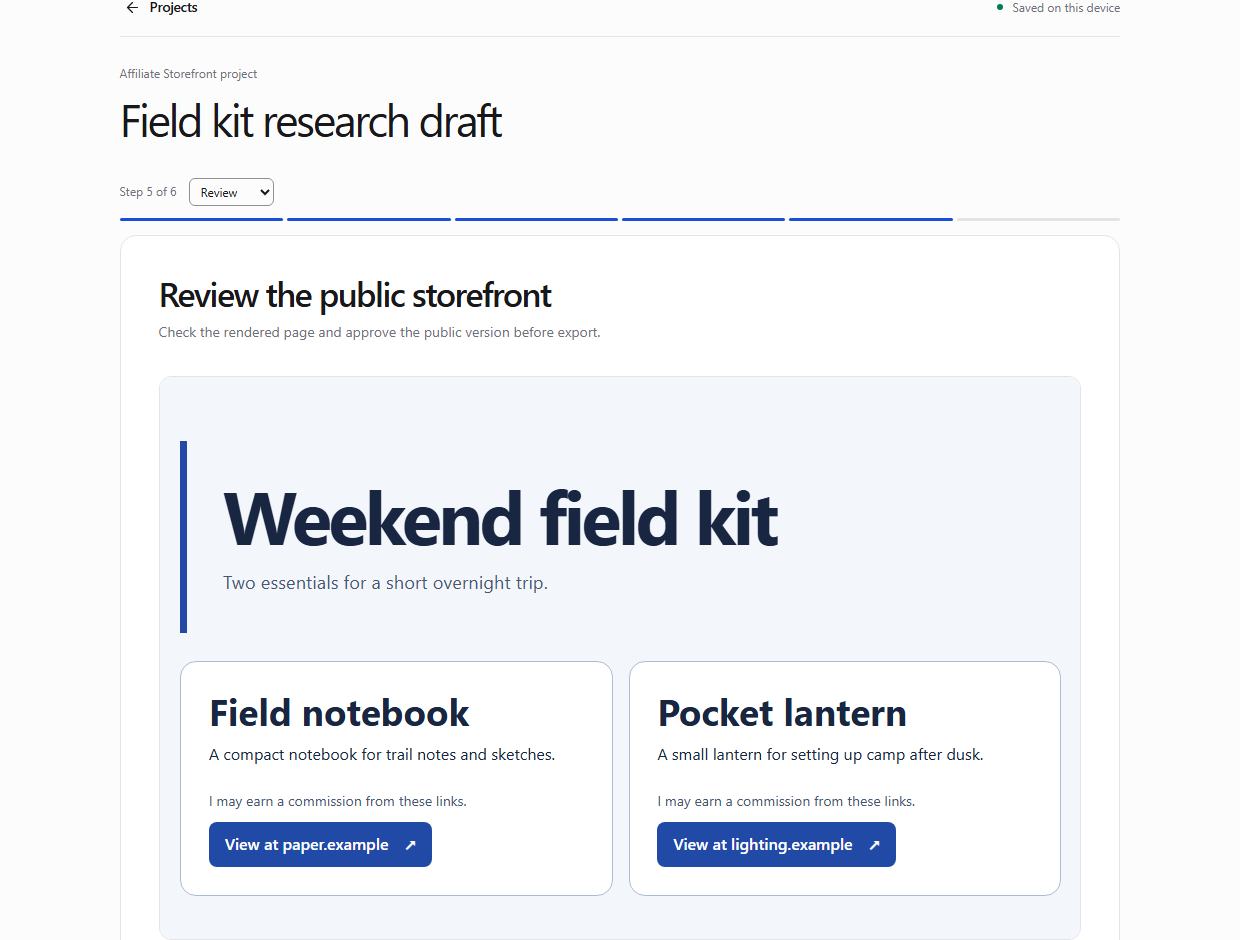 Projects
Saved on this device
Affiliate Storefront project
Field kit research draft
Step 5 of 6
Review
Review the public storefront
Check the rendered page and approve the public version before export.
Weekend field kit
Two essentials for a short overnight trip.
Field notebook
A compact notebook for trail notes and sketches.
I may earn a commission from these links.
View at paper.example ↗
Pocket lantern
A small lantern for setting up camp after dusk.
I may earn a commission from these links.
View at lighting.example ↗